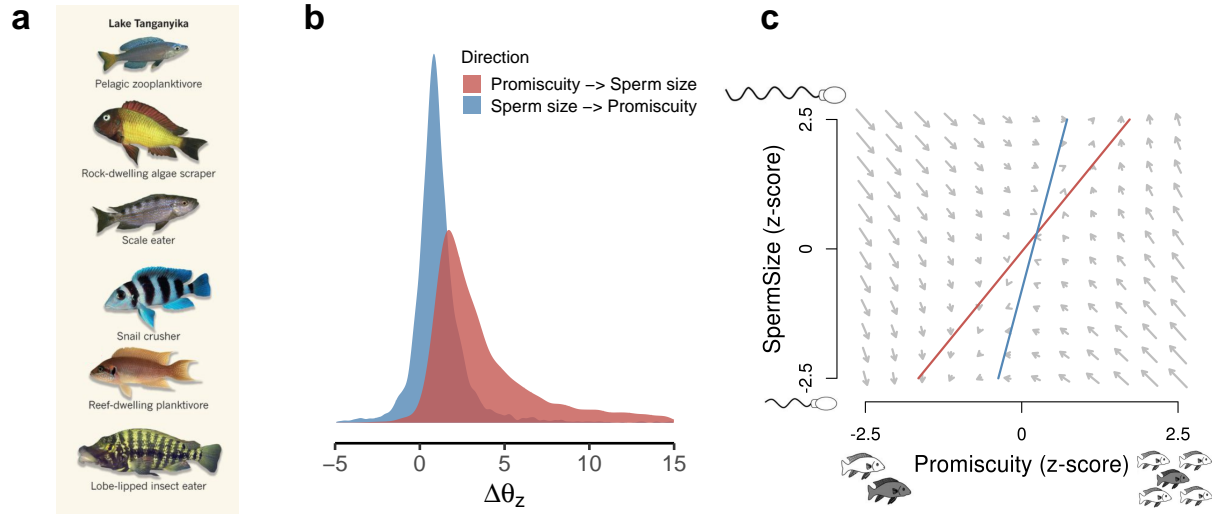 a
Lake Tanganyika
Pelagic zooplanktivore
Rock-dwelling algae scraper
Scale eater
Snail crusher
Reef-dwelling planktivore
Lobe-lipped insect eater
b
Direction
Promiscuity −> Sperm size
Sperm size −> Promiscuity
−5
0
5
10
15
Δθz
c
SpermSize (z-score)
2.5
0
-2.5
-2.5
0
2.5
Promiscuity (z-score)